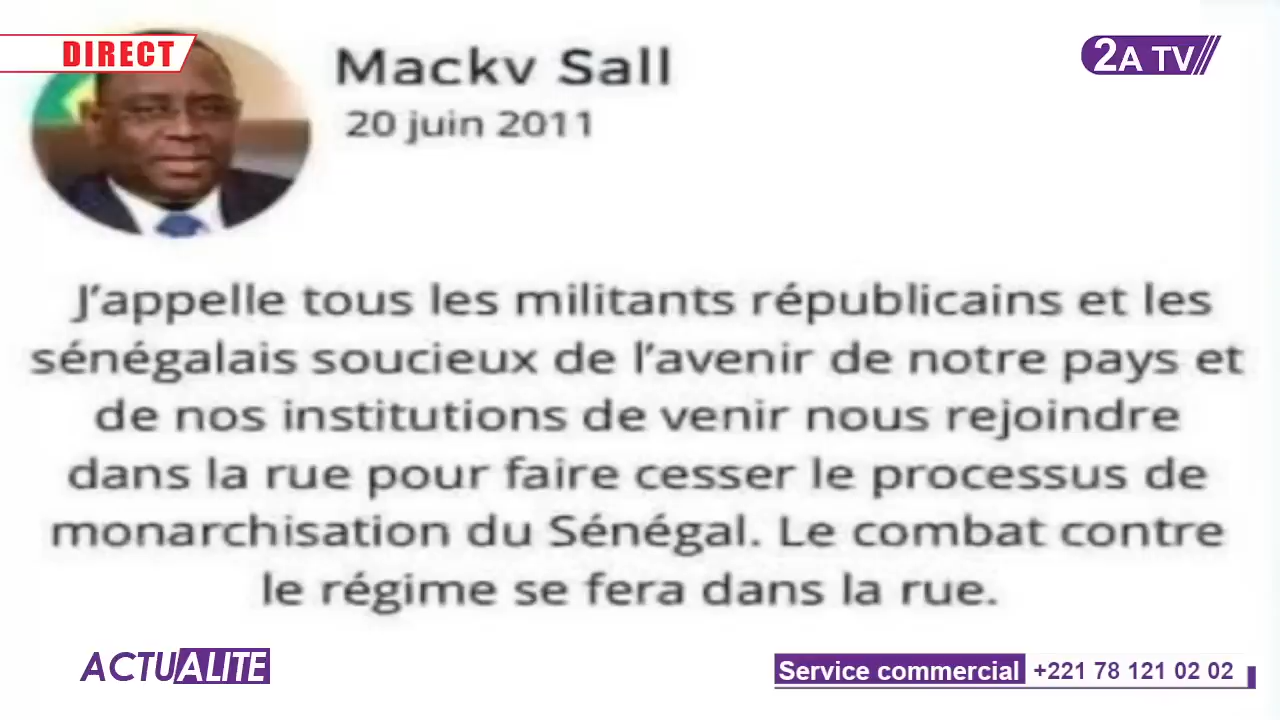 DIRECT
2A TV
Macky Sall
20 juin 2011
J'appelle tous les militants républicains et les
sénégalais soucieux de l'avenir de notre pays et
de nos institutions de venir nous rejoindre
dans la rue pour faire cesser le processus de
monarchisation du Sénégal. Le combat contre
le régime se fera dans la rue.
ACTUALITE
Service commercial +221 78 121 02 02